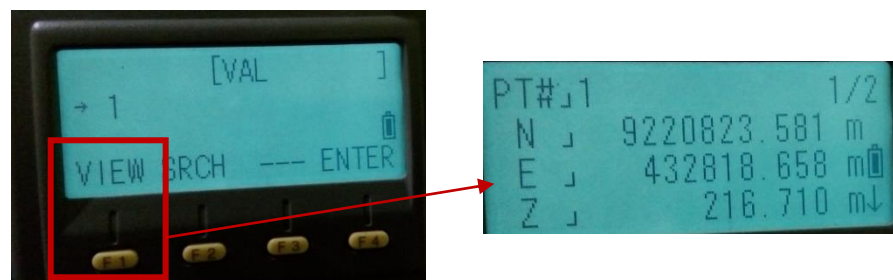 [VAL ]
→ 1
VIEW SRCH --- ENTER
F1 F2 F3 F4
PT#」1 1/2
N 」 9220823.581 m
E 」 432818.658 m
Z 」 216.710 m↓